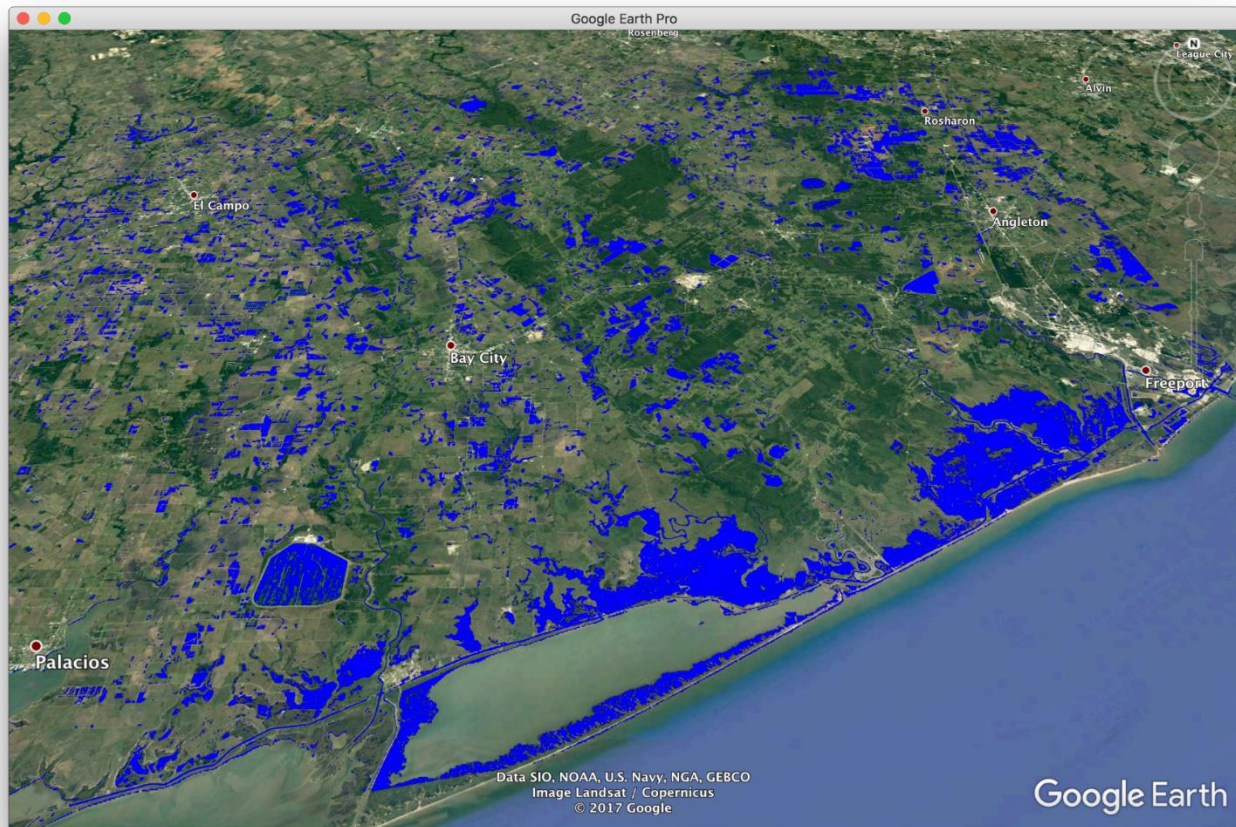 Google Earth Pro
Rosenberg
N
League City
Alvin
Rosharon
El Campo
Angleton
Bay City
Freeport
Palacios
Data SIO, NOAA, U.S. Navy, NGA, GEBCO
Image Landsat / Copernicus
© 2017 Google
Google Earth